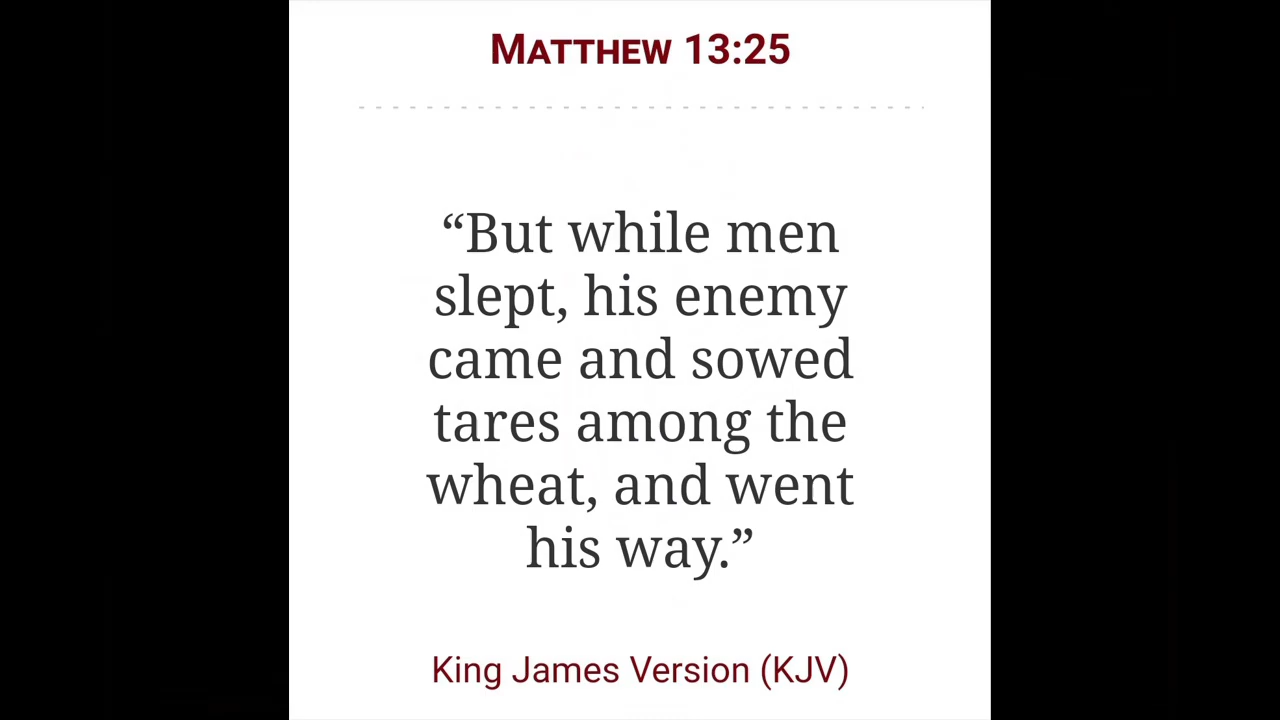 MATTHEW 13:25
“But while men
slept, his enemy
came and sowed
tares among the
wheat, and went
his way.”
King James Version (KJV)